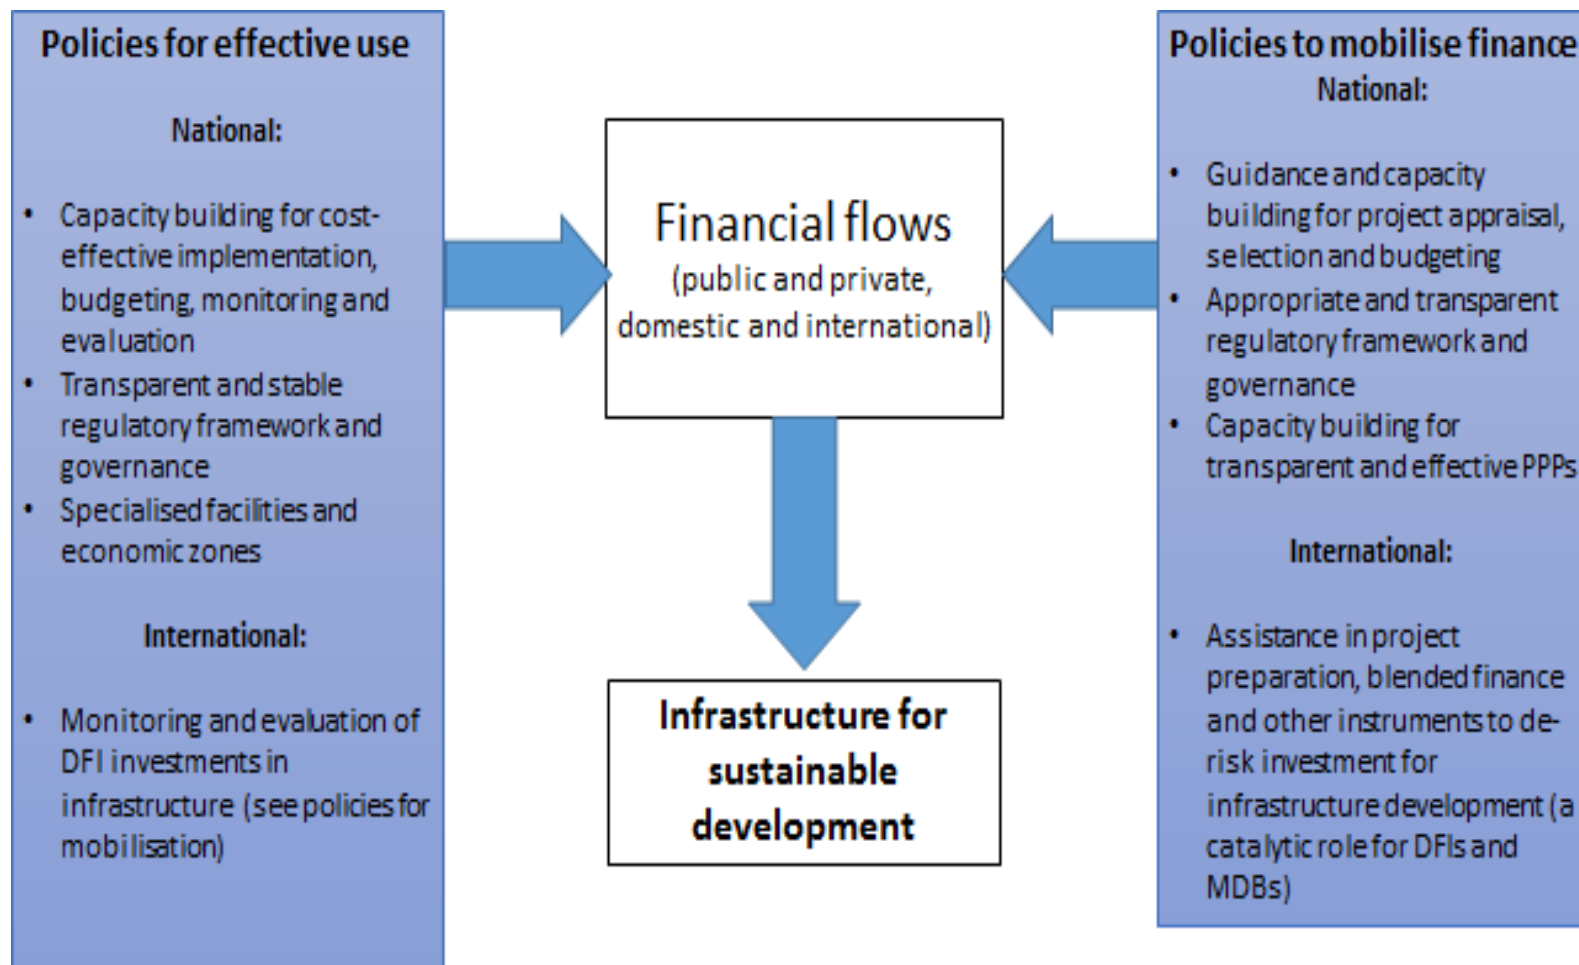 Policies for effective use
National:
• Capacity building for cost-
effective implementation,
budgeting, monitoring and
evaluation
• Transparent and stable
regulatory framework and
governance
• Specialised facilities and
economic zones
International:
• Monitoring and evaluation of
DFI investments in
infrastructure (see policies for
mobilisation)
Financial flows
(public and private,
domestic and international)
Infrastructure for
sustainable
development
Policies to mobilise finance
National:
• Guidance and capacity
building for project appraisal,
selection and budgeting
• Appropriate and transparent
regulatory framework and
governance
• Capacity building for
transparent and effective PPPs
International:
• Assistance in project
preparation, blended finance
and other instruments to de-
risk investment for
infrastructure development (a
catalytic role for DFIs and
MDBs)